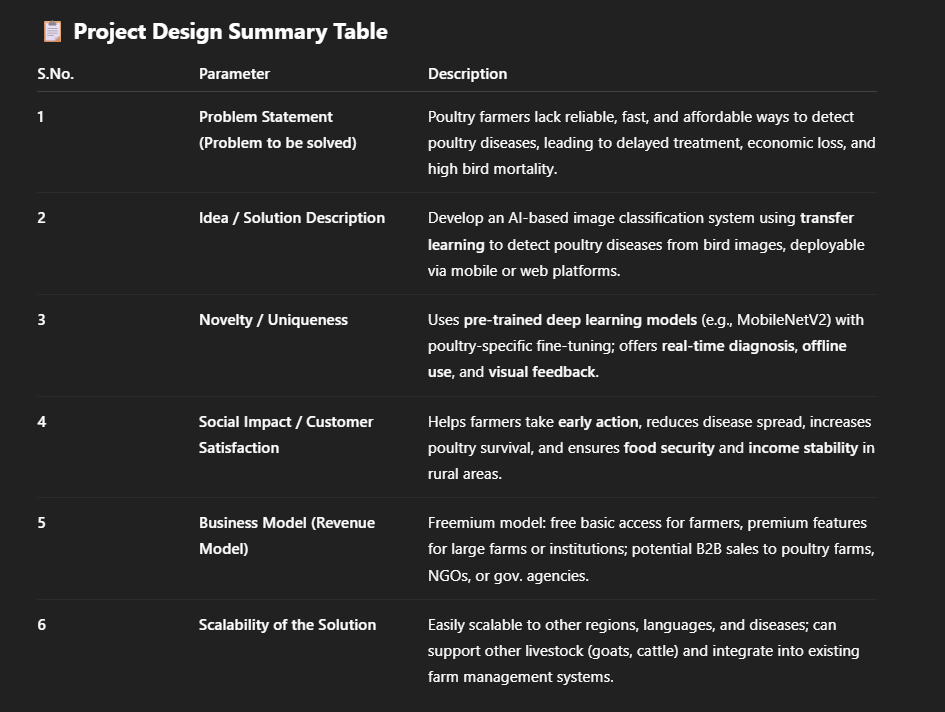 📋 Project Design Summary Table
S.No. Parameter Description
1 Problem Statement Poultry farmers lack reliable, fast, and affordable ways to detect
(Problem to be solved) poultry diseases, leading to delayed treatment, economic loss, and
high bird mortality.
2 Idea / Solution Description Develop an AI-based image classification system using transfer
learning to detect poultry diseases from bird images, deployable
via mobile or web platforms.
3 Novelty / Uniqueness Uses pre-trained deep learning models (e.g., MobileNetV2) with
poultry-specific fine-tuning; offers real-time diagnosis, offline
use, and visual feedback.
4 Social Impact / Customer Helps farmers take early action, reduces disease spread, increases
Satisfaction poultry survival, and ensures food security and income stability in
rural areas.
5 Business Model (Revenue Freemium model: free basic access for farmers, premium features
Model) for large farms or institutions; potential B2B sales to poultry farms,
NGOs, or gov. agencies.
6 Scalability of the Solution Easily scalable to other regions, languages, and diseases; can
support other livestock (goats, cattle) and integrate into existing
farm management systems.